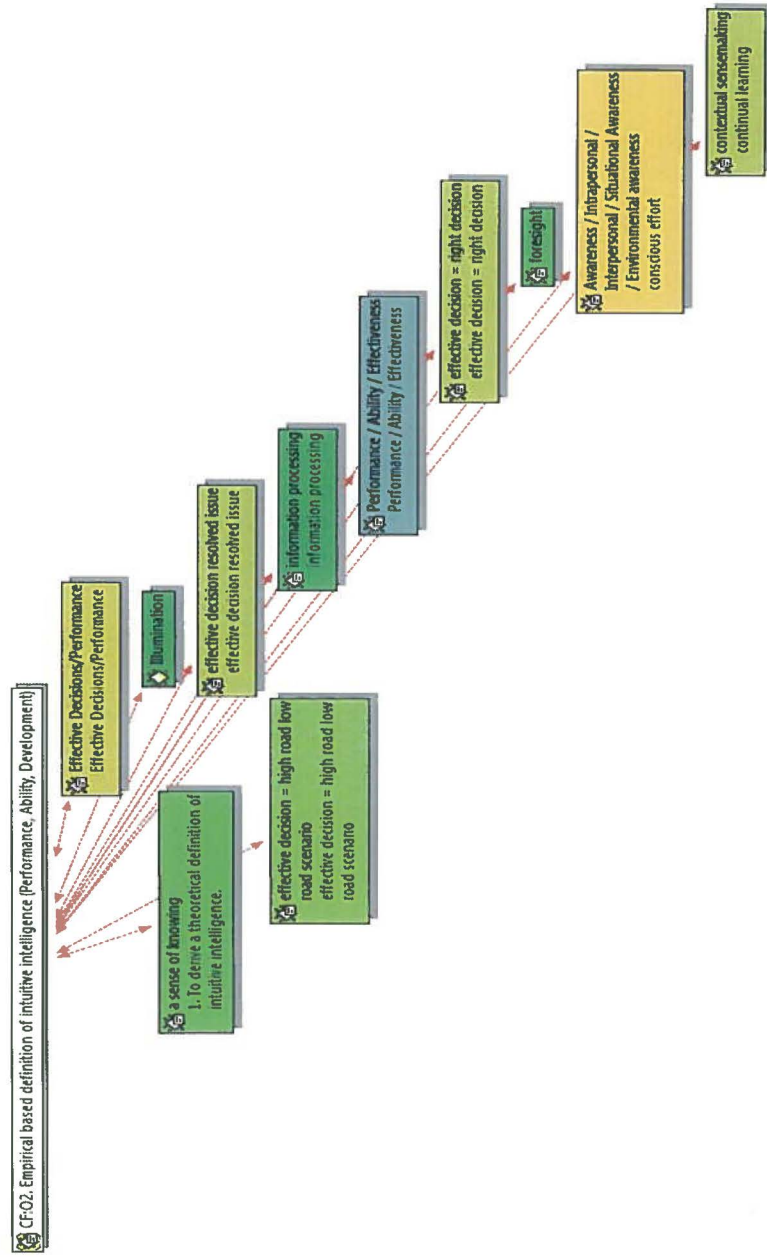 CF:O2. Empirical based definition of intuitive intelligence (Performance, Ability, Development)
Effective Decisions/Performance
Effective Decisions/Performance
Illumination
a sense of knowing
1. To derive a theoretical definition of
intuitive intelligence.
effective decision resolved issue
effective decision resolved issue
effective decision = high road low
road scenario
effective decision = high road low
road scenario
information processing
information processing
Performance / Ability / Effectiveness
Performance / Ability / Effectiveness
effective decision = right decision
effective decision = right decision
foresight
Awareness / Intrapersonal /
Interpersonal / Situational Awareness
/ Environmental awareness
conscious effort
contextual sensemaking
continual learning